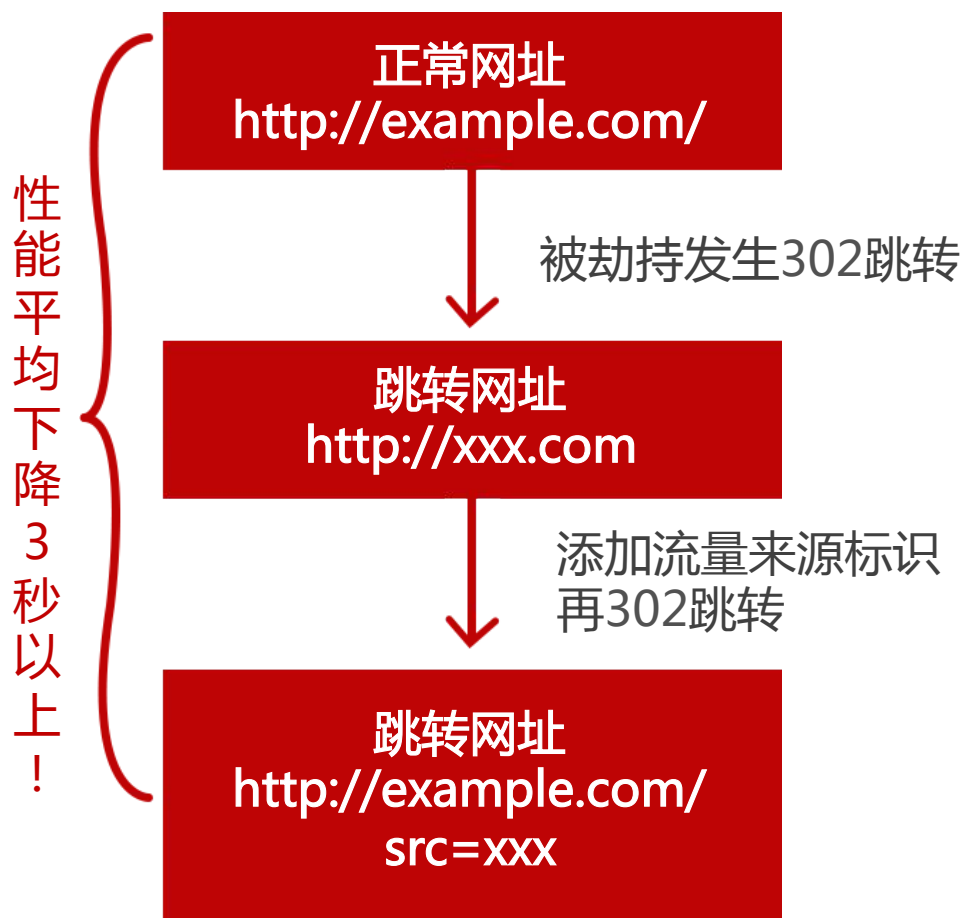 正常网址
http://example.com/
被劫持发生302跳转
性能平均下降3秒以上!
跳转网址
http://xxx.com
添加流量来源标识
再302跳转
跳转网址
http://example.com/
src=xxx